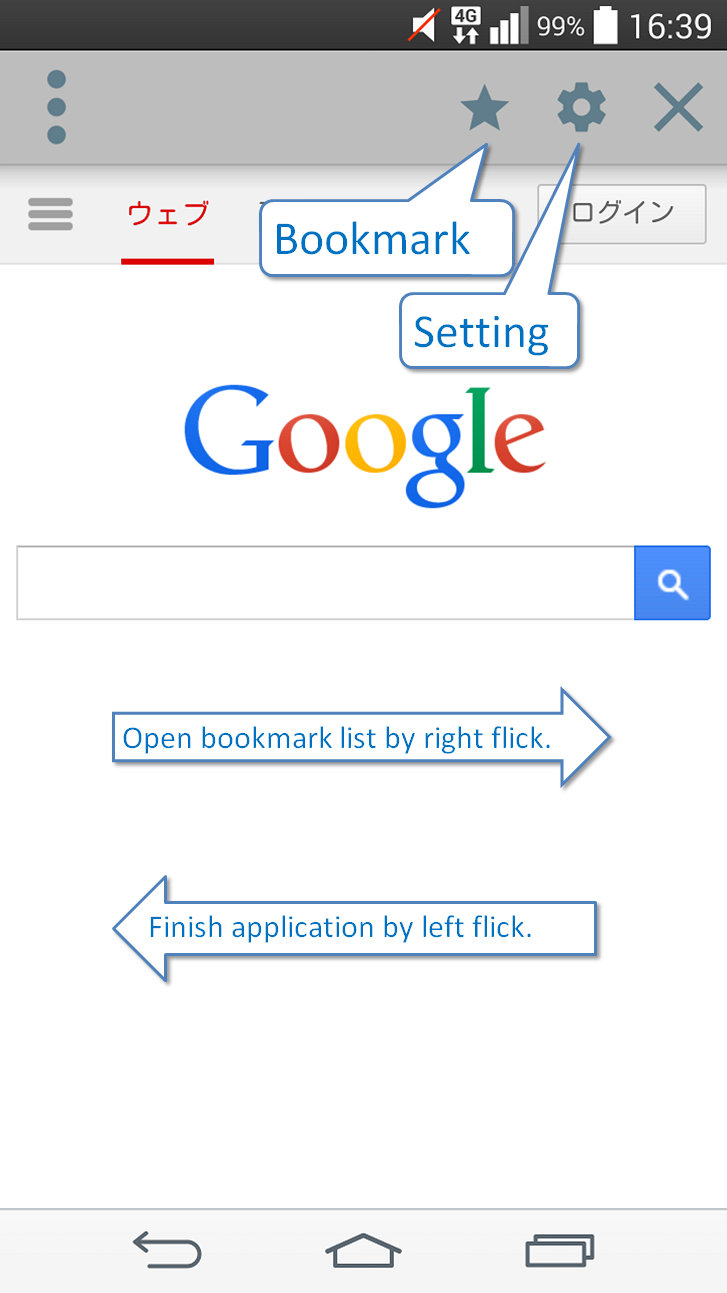 4G 99% 16:39
ウェブ
ログイン
Bookmark
Setting
Google
Open bookmark list by right flick.
Finish application by left flick.